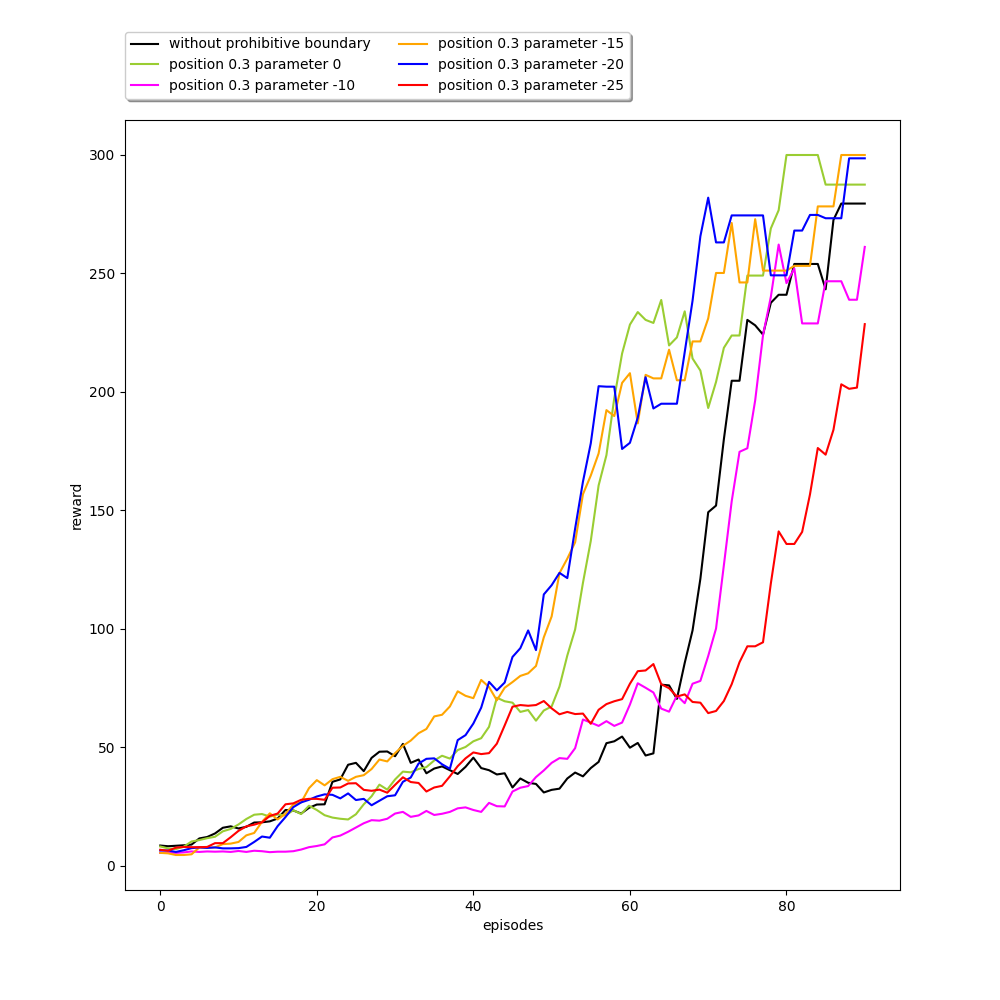 without prohibitive boundary
position 0.3 parameter 0
position 0.3 parameter -10
position 0.3 parameter -15
position 0.3 parameter -20
position 0.3 parameter -25
300
250
200
150
100
50
0
reward
0 20 40 60 80
episodes